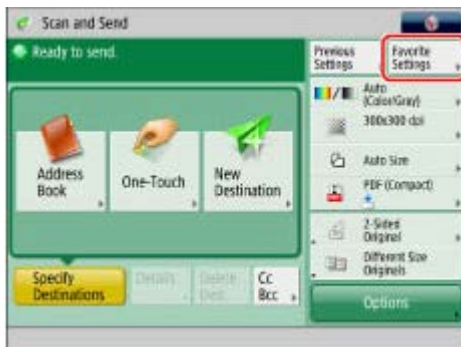 Scan and Send
Ready to send.
Previous
Settings
Favorite
Settings
Auto
(Color/Gray)
300x300 dpi
Auto Size
PDF (Compact)
2-Sided
Original
Different Size
Originals
Options
Address
Book
One-Touch
New
Destination
Specify
Destinations
Details
Delete
Dest.
Cc
Bcc